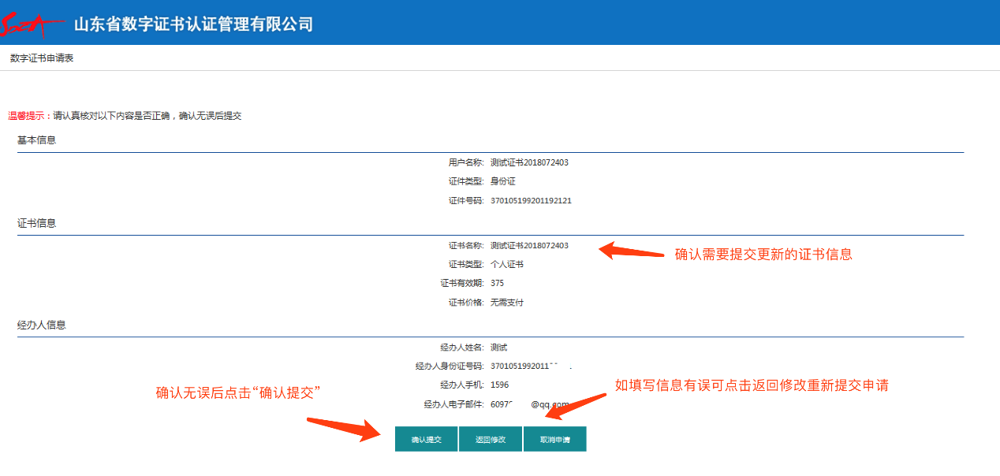 山东省数字证书认证管理有限公司
数字证书申请表
温馨提示：请认真核对以下内容是否正确，确认无误后提交
基本信息
用户名称: 测试证书2018072403
证件类型: 身份证
证件号码: 370105199201192121
证书信息
证书名称: 测试证书2018072403
确认需要提交更新的证书信息
证书类型: 个人证书
证书有效期: 375
证书价格: 无需支付
经办人信息
经办人姓名: 测试
经办人身份证号码: 3701051992011
经办人手机: 1596
如填写信息有误可点击返回修改重新提交申请
确认无误后点击“确认提交”
经办人电子邮件: 6097 @qq.com
确认提交 返回修改 取消申请